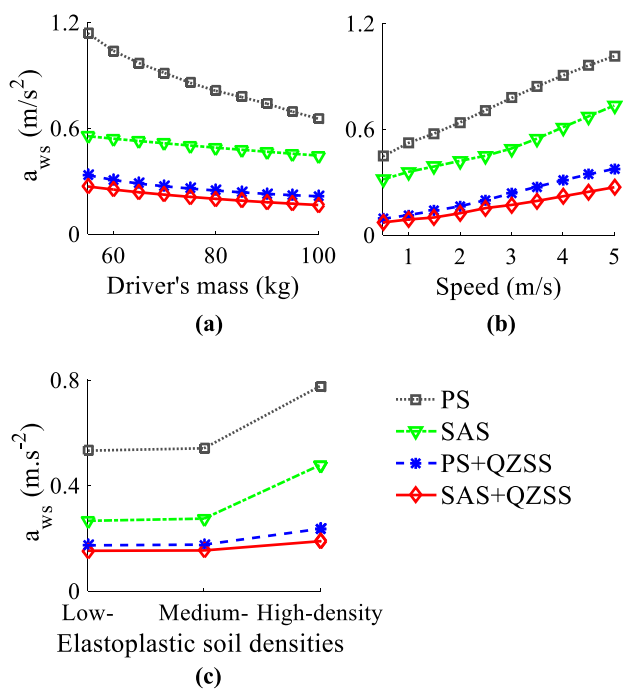 1.2
0.6
0
a_ws (m/s²)
60
80
100
Driver's mass (kg)
(a)
1.2
0.6
0
1
2
3
4
5
Speed (m/s)
(b)
0.8
0.4
0
a_ws (m.s⁻²)
Low-
Medium-
High-density
Elastoplastic soil densities
(c)
PS
SAS
PS+QZSS
SAS+QZSS